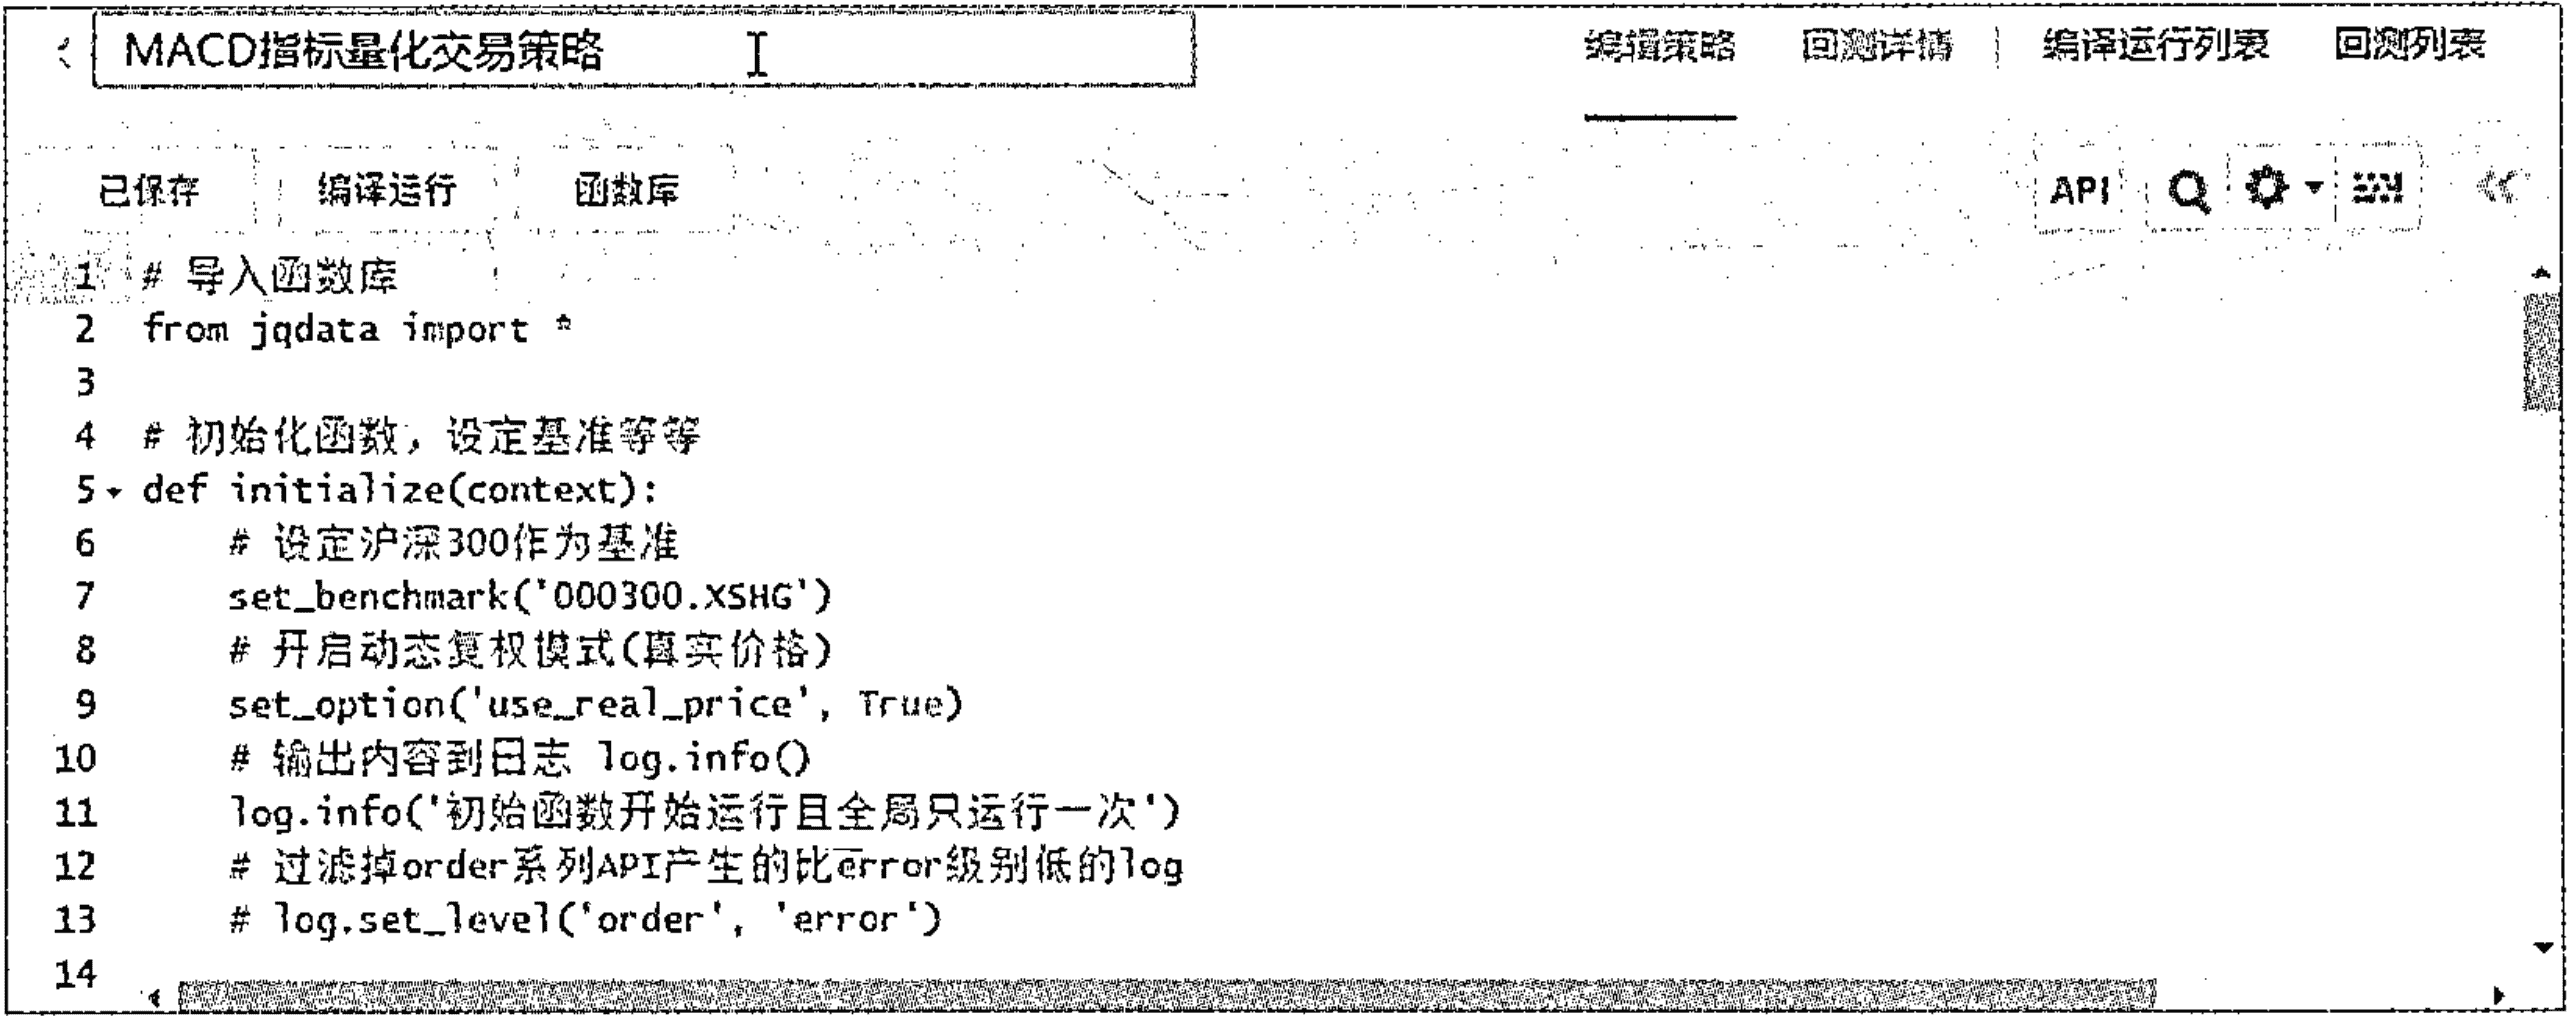 MACD指标量化交易策略 编辑策略 回测详情 编译运行列表 回测列表
已保存 编译运行 函数库 API
1 # 导入函数库
2 from jqdata import *
3
4 # 初始化函数，设定基准等等
5 def initialize(context):
6 # 设定沪深300作为基准
7 set_benchmark('000300.XSHG')
8 # 开启动态复权模式(真实价格)
9 set_option('use_real_price', True)
10 # 输出内容到日志 log.info()
11 log.info('初始函数开始运行且全局只运行一次')
12 # 过滤掉order系列API产生的比error级别低的log
13 # log.set_level('order', 'error')
14